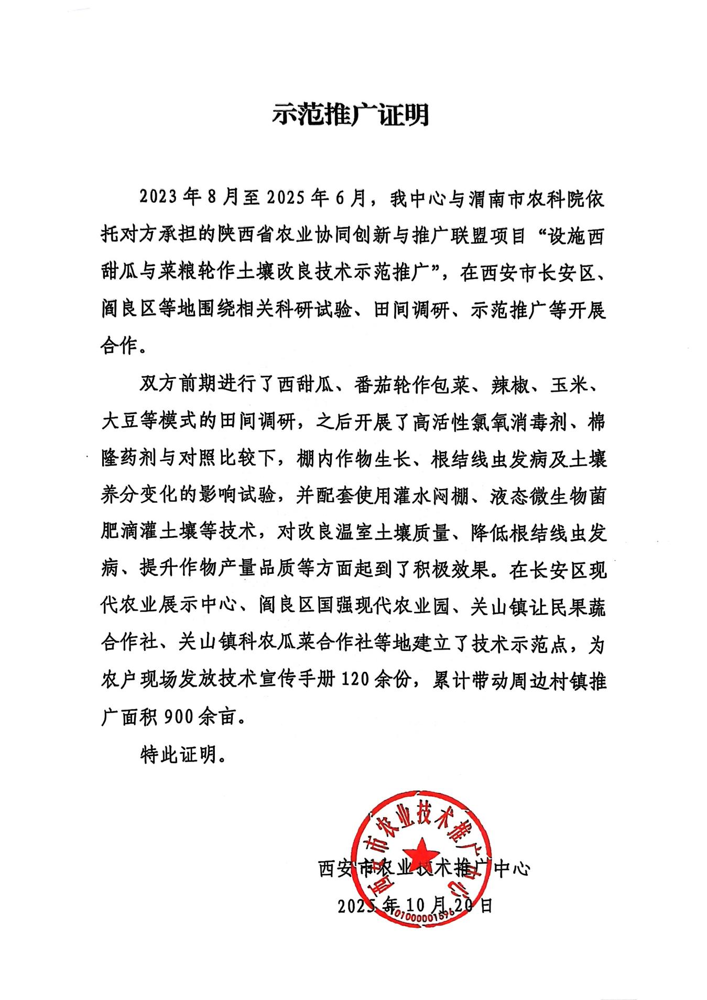 示范推广证明
2023年8月至2025年6月，我中心与渭南市农科院依
托对方承担的陕西省农业协同创新与推广联盟项目“设施西
甜瓜与菜粮轮作土壤改良技术示范推广”，在西安市长安区、
阎良区等地围绕相关科研试验、田间调研、示范推广等开展
合作。
双方前期进行了西甜瓜、番茄轮作包菜、辣椒、玉米、
大豆等模式的田间调研，之后开展了高活性氯氧消毒剂、棉
隆药剂与对照比较下，棚内作物生长、根结线虫发病及土壤
养分变化的影响试验，并配套使用灌水闷棚、液态微生物菌
肥滴灌土壤等技术，对改良温室土壤质量、降低根结线虫发
病、提升作物产量品质等方面起到了积极效果。在长安区现
代农业展示中心、阎良区国强现代农业园、关山镇让民果蔬
合作社、关山镇科农瓜菜合作社等地建立了技术示范点，为
农户现场发放技术宣传手册120余份，累计带动周边村镇推
广面积900余亩。
特此证明。
西安市农业技术推广中心
西安市农业技术推广中心
2025年10月20日